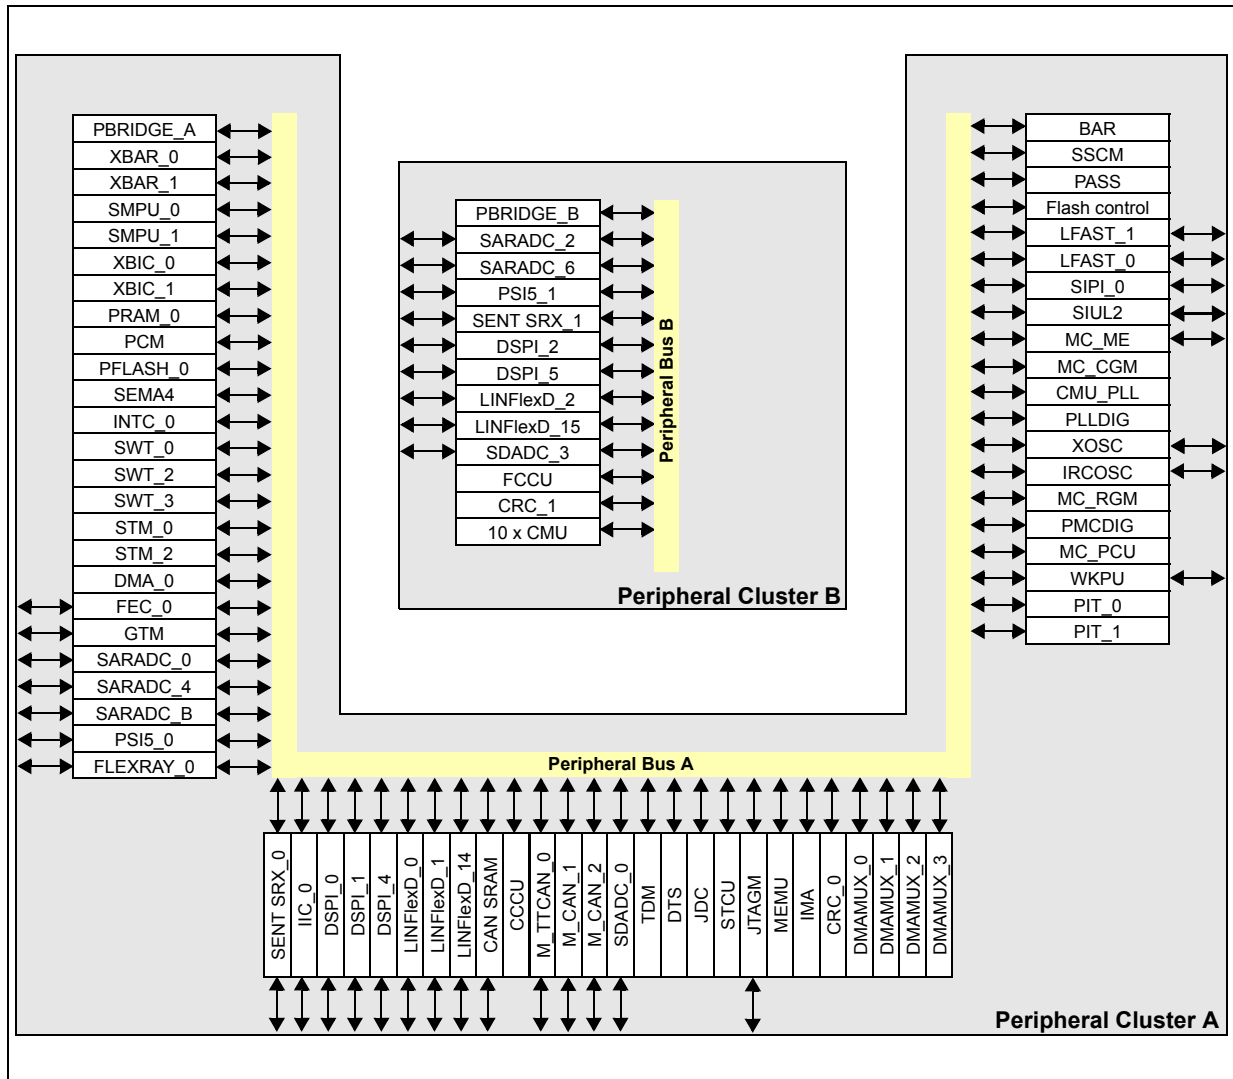 PBRIDGE_A
XBAR_0
XBAR_1
SMPU_0
SMPU_1
XBIC_0
XBIC_1
PRAM_0
PCM
PFLASH_0
SEMA4
INTC_0
SWT_0
SWT_2
SWT_3
STM_0
STM_2
DMA_0
FEC_0
GTM
SARADC_0
SARADC_4
SARADC_B
PSI5_0
FLEXRAY_0
PBRIDGE_B
SARADC_2
SARADC_6
PSI5_1
SENT SRX_1
DSPI_2
DSPI_5
LINFlexD_2
LINFlexD_15
SDADC_3
FCCU
CRC_1
10 x CMU
Peripheral Bus B
Peripheral Cluster B
BAR
SSCM
PASS
Flash control
LFAST_1
LFAST_0
SIPI_0
SIUL2
MC_ME
MC_CGM
CMU_PLL
PLLDIG
XOSC
IRCOSC
MC_RGM
PMCDIG
MC_PCU
WKPU
PIT_0
PIT_1
Peripheral Bus A
SENT SRX_0
IIC_0
DSPI_0
DSPI_1
DSPI_4
LINFlexD_0
LINFlexD_1
LINFlexD_14
CAN SRAM
CCCU
M_TTCAN_0
M_CAN_1
M_CAN_2
SDADC_0
TDM
DTS
JDC
STCU
JTAGM
MEMU
IMA
CRC_0
DMAMUX_0
DMAMUX_1
DMAMUX_2
DMAMUX_3
Peripheral Cluster A